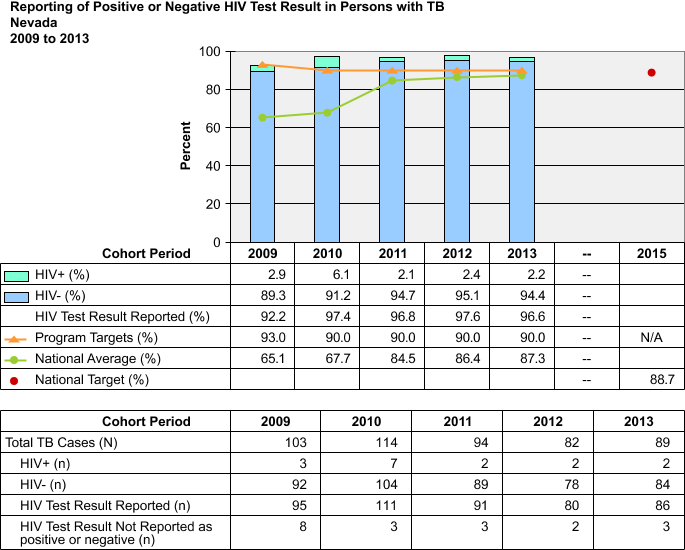 Reporting of Positive or Negative HIV Test Result in Persons with TB
Nevada
2009 to 2013
100
80
60
40
20
0
Percent
Cohort Period 2009 2010 2011 2012 2013 -- 2015
HIV+ (%) 2.9 6.1 2.1 2.4 2.2 --
HIV- (%) 89.3 91.2 94.7 95.1 94.4 --
HIV Test Result Reported (%) 92.2 97.4 96.8 97.6 96.6 --
Program Targets (%) 93.0 90.0 90.0 90.0 90.0 -- N/A
National Average (%) 65.1 67.7 84.5 86.4 87.3 --
National Target (%) -- 88.7
Cohort Period 2009 2010 2011 2012 2013
Total TB Cases (N) 103 114 94 82 89
HIV+ (n) 3 7 2 2 2
HIV- (n) 92 104 89 78 84
HIV Test Result Reported (n) 95 111 91 80 86
HIV Test Result Not Reported as
positive or negative (n) 8 3 3 2 3